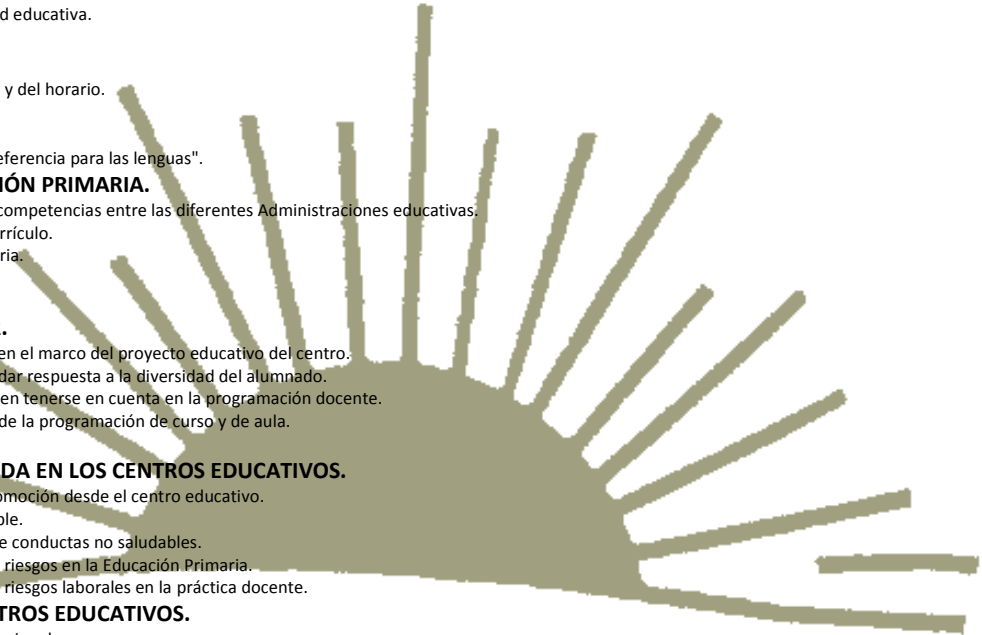 d educativa.
y del horario.
eferencia para las lenguas".
IÓN PRIMARIA.
competencias entre las diferentes Administraciones educativas.
rrículo.
ria.
.
en el marco del proyecto educativo del centro.
dar respuesta a la diversidad del alumnado.
en tenerse en cuenta en la programación docente.
de la programación de curso y de aula.
DA EN LOS CENTROS EDUCATIVOS.
omoción desde el centro educativo.
ble.
e conductas no saludables.
riesgos en la Educación Primaria.
riesgos laborales en la práctica docente.
TROS EDUCATIVOS.